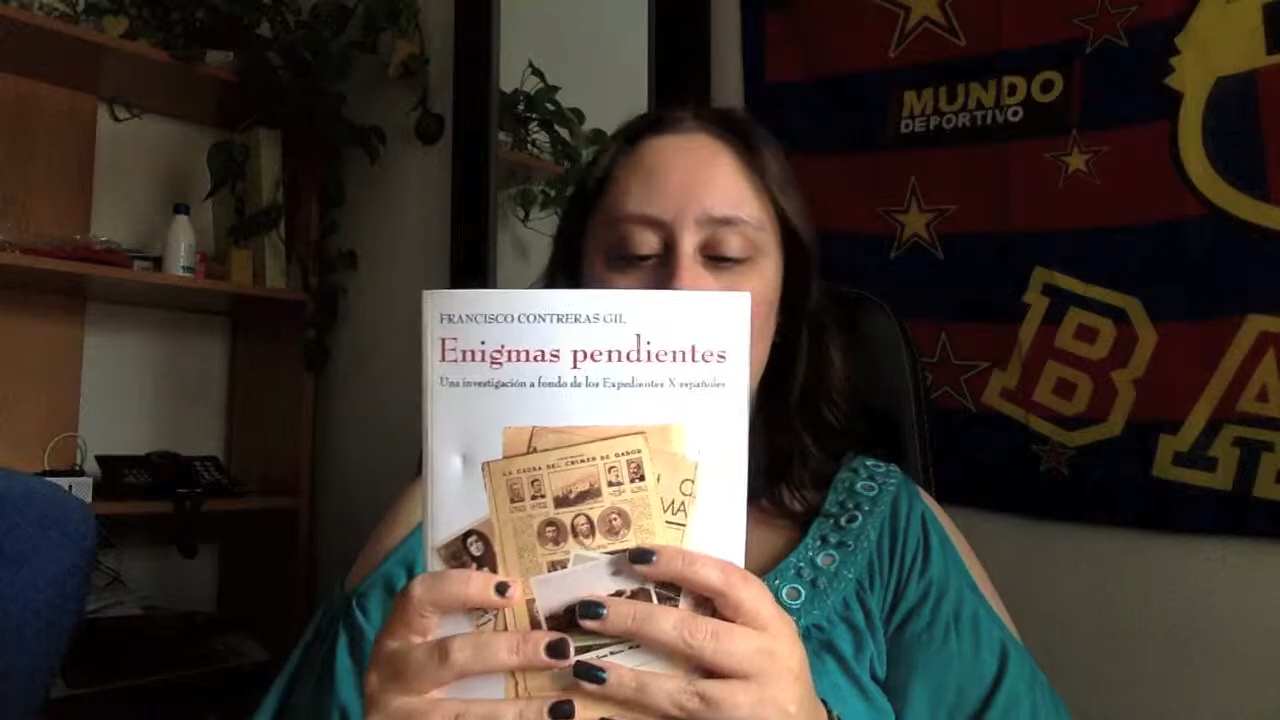 MUNDO
DEPORTIVO
BA
FRANCISCO CONTRERAS GIL
Enigmas pendientes
Una investigación a fondo de los Expedientes X españoles
LA CAUSA DEL CRIMEN DE GADOR